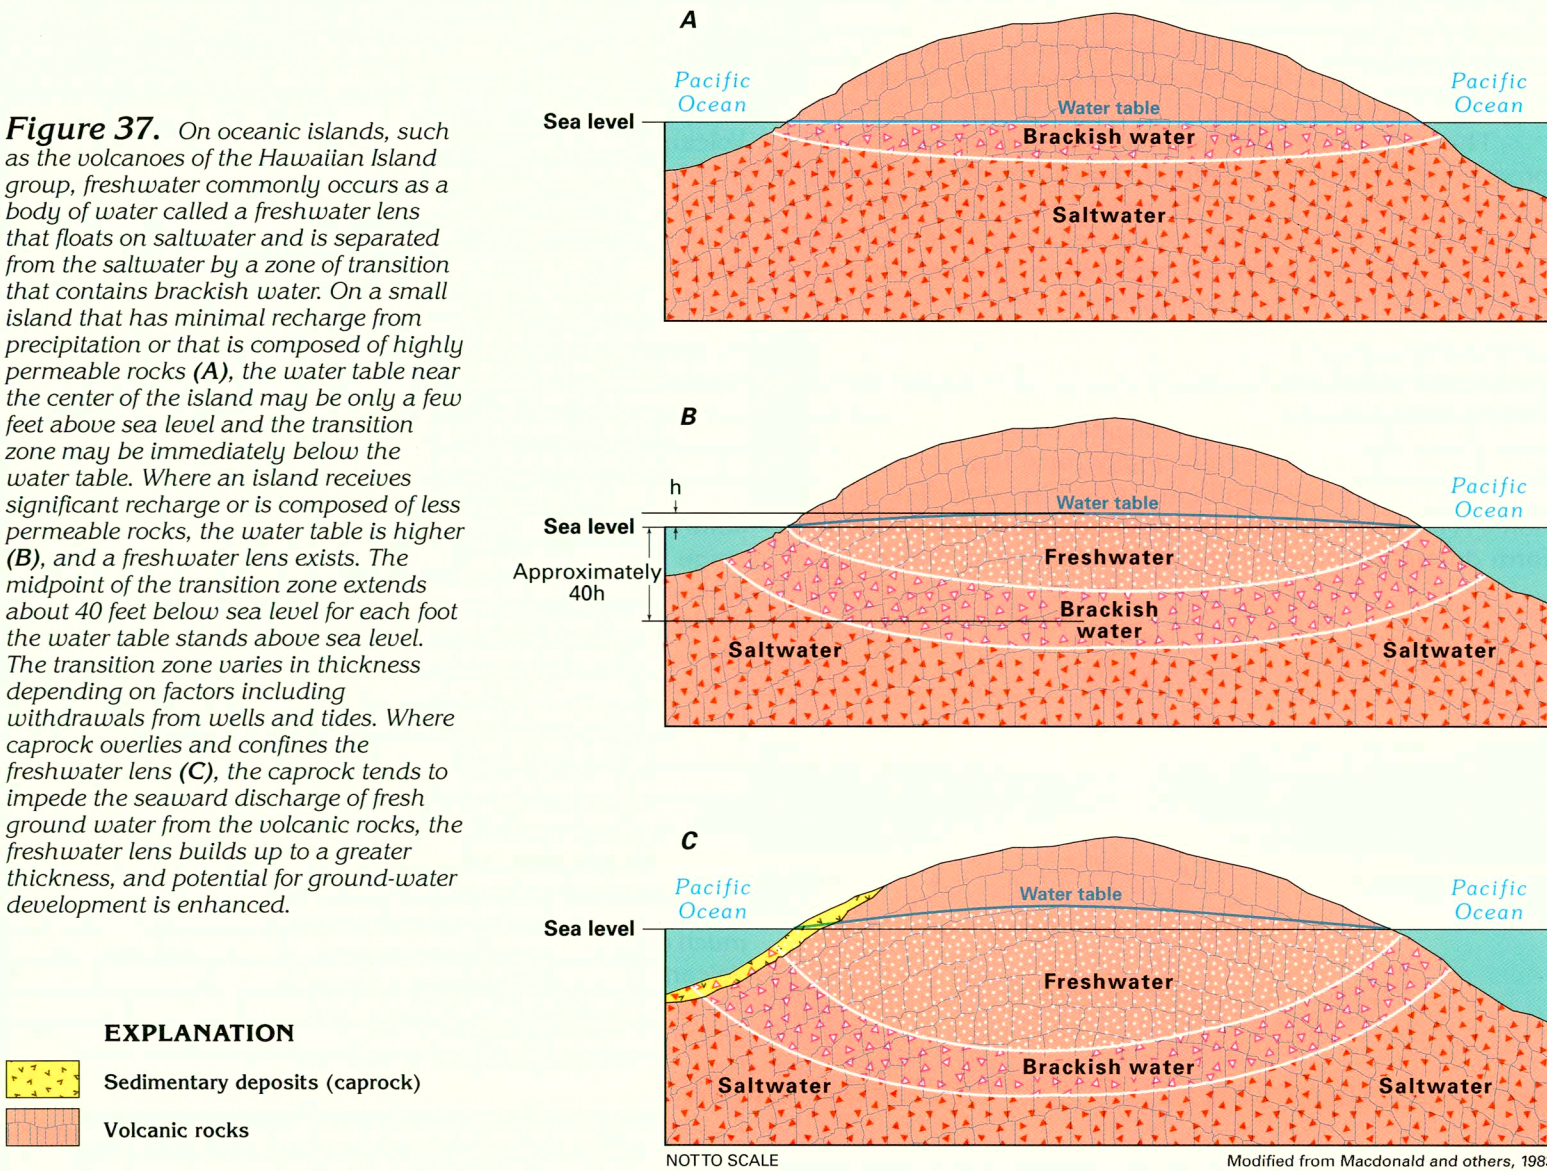 Figure 37. On oceanic islands, such
as the volcanoes of the Hawaiian Island
group, freshwater commonly occurs as a
body of water called a freshwater lens
that floats on saltwater and is separated
from the saltwater by a zone of transition
that contains brackish water. On a small
island that has minimal recharge from
precipitation or that is composed of highly
permeable rocks (A), the water table near
the center of the island may be only a few
feet above sea level and the transition
zone may be immediately below the
water table. Where an island receives
significant recharge or is composed of less
permeable rocks, the water table is higher
(B), and a freshwater lens exists. The
midpoint of the transition zone extends
about 40 feet below sea level for each foot
the water table stands above sea level.
The transition zone varies in thickness
depending on factors including
withdrawals from wells and tides. Where
caprock overlies and confines the
freshwater lens (C), the caprock tends to
impede the seaward discharge of fresh
ground water from the volcanic rocks, the
freshwater lens builds up to a greater
thickness, and potential for ground-water
development is enhanced.
EXPLANATION
Sedimentary deposits (caprock)
Volcanic rocks
A
Pacific
Ocean
Pacific
Ocean
Sea level
Water table
Brackish water
Saltwater
B
Pacific
Ocean
h
Sea level
Water table
Freshwater
Approximately
40h
Brackish
water
Saltwater
Saltwater
C
Pacific
Ocean
Pacific
Ocean
Sea level
Water table
Freshwater
Brackish water
Saltwater
Saltwater
NOT TO SCALE
Modified from Macdonald and others,